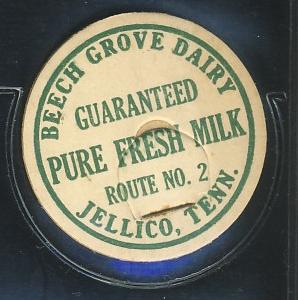 BEECH GROVE DAIRY
GUARANTEED
PURE FRESH MILK
ROUTE NO. 2
JELLICO, TENN.